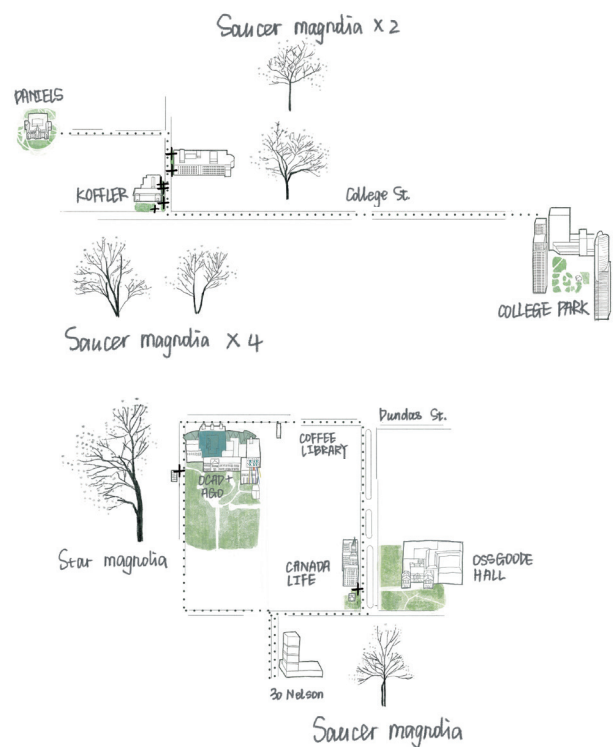 Saucer magnolia x 2
DANIELS
KOFFLER
College St.
COLLEGE PARK
Saucer magnolia x 4
Dundas St.
COFFEE
LIBRARY
OCAD +
AGO
Star magnolia
CANADA
LIFE
OSSGOODE
HALL
30 Nelson
Saucer magnolia